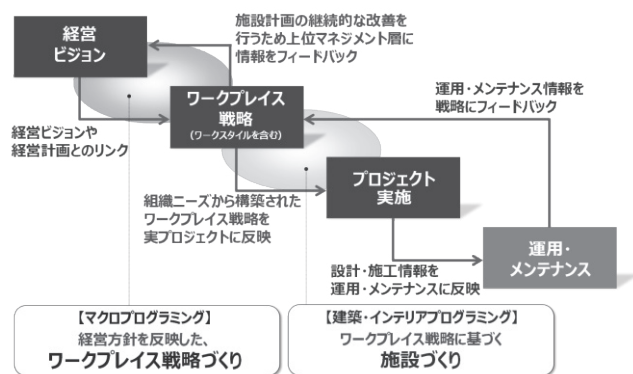 経営
ビジョン
施設計画の継続的な改善を
行うため上位マネジメント層に
情報をフィードバック
ワークプレイス
戦略
(ワークスタイルを含む)
運用・メンテナンス情報を
戦略にフィードバック
経営ビジョンや
経営計画とのリンク
プロジェクト
実施
組織ニーズから構築された
ワークプレイス戦略を
実プロジェクトに反映
運用・
メンテナンス
設計・施工情報を
運用・メンテナンスに反映
【マクロプログラミング】
経営方針を反映した、
ワークプレイス戦略づくり
【建築・インテリアプログラミング】
ワークプレイス戦略に基づく
施設づくり